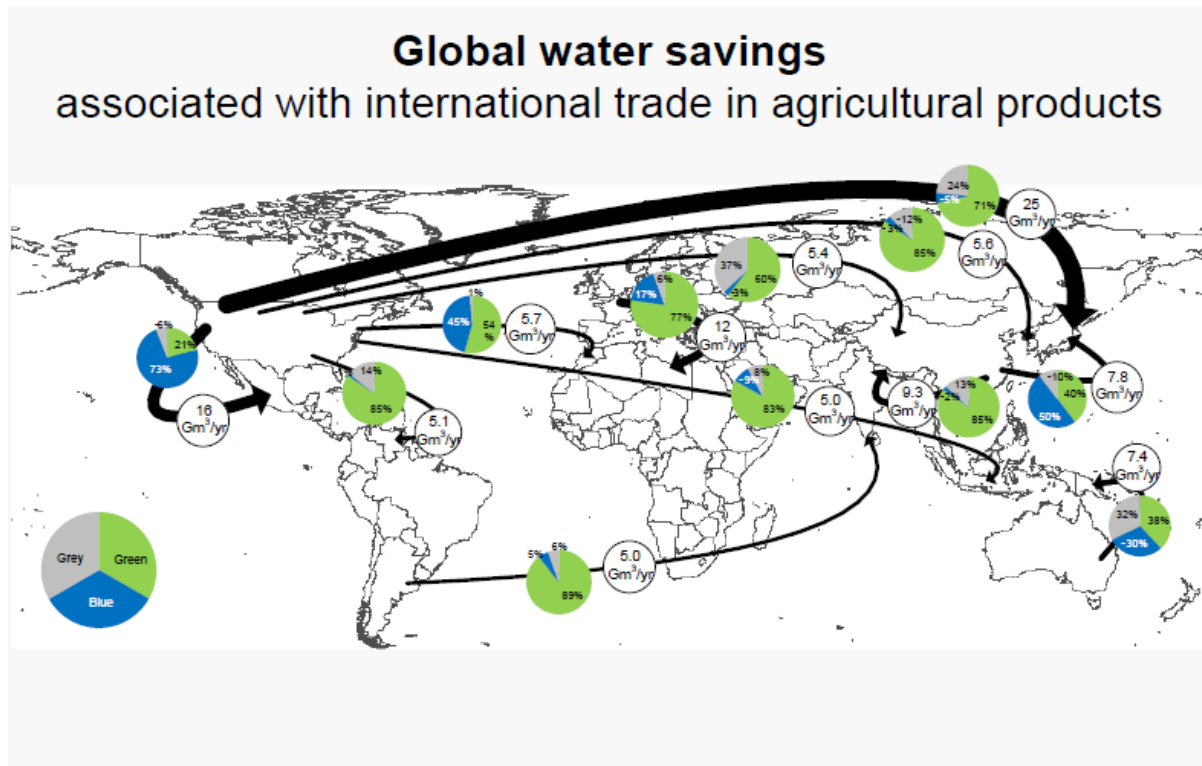 Global water savings
associated with international trade in agricultural products
24%
-5%
71%
25
Gm³/yr
-12%
-3%
85%
5.6
Gm³/yr
37%
60%
-3%
5.4
Gm³/yr
6%
17%
77%
12
Gm³/yr
1%
45%
54
%
5.7
Gm³/yr
-6%
21%
73%
16
Gm³/yr
14%
85%
5.1
Gm³/yr
8%
-9%
83%
5.0
Gm³/yr
9.3
Gm³/yr
13%
-2%
85%
-10%
40%
50%
7.8
Gm³/yr
7.4
Gm³/yr
32%
38%
-30%
5%
6%
89%
5.0
Gm³/yr
Grey
Green
Blue